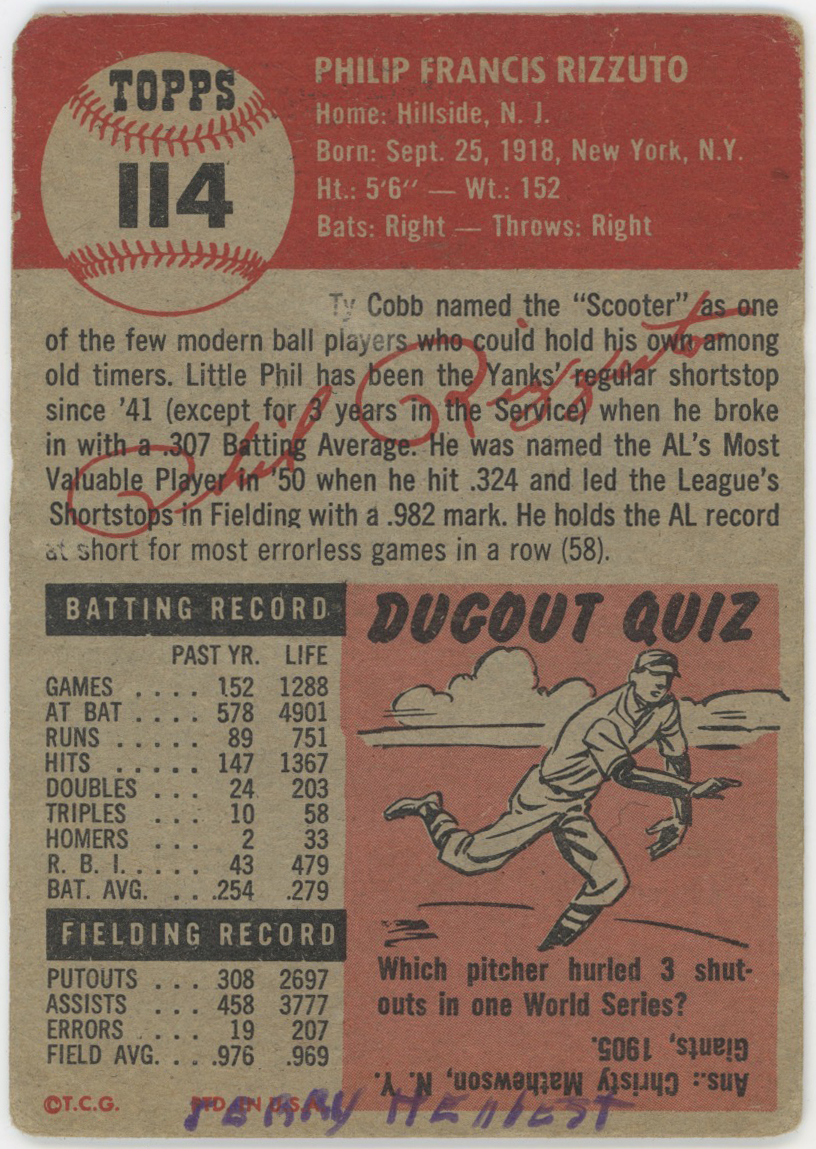 TOPPS
114
PHILIP FRANCIS RIZZUTO
Home: Hillside, N. J.
Born: Sept. 25, 1918, New York, N.Y.
Ht.: 5'6" — Wt.: 152
Bats: Right — Throws: Right
Ty Cobb named the "Scooter" as one
of the few modern ball players who could hold his own among
old timers. Little Phil has been the Yanks' regular shortstop
since '41 (except for 3 years in the Service) when he broke
in with a .307 Batting Average. He was named the AL's Most
Valuable Player in '50 when he hit .324 and led the League's
Shortstops in Fielding with a .982 mark. He holds the AL record
at short for most errorless games in a row (58).
Phil Rizzuto
BATTING RECORD
PAST YR. LIFE
GAMES . . . . 152 1288
AT BAT . . . . 578 4901
RUNS . . . . . 89 751
HITS . . . . . 147 1367
DOUBLES . . . 24 203
TRIPLES . . . 10 58
HOMERS . . . 2 33
R. B. I. . . . . 43 479
BAT. AVG. . . .254 .279
FIELDING RECORD
PUTOUTS . . . 308 2697
ASSISTS . . . 458 3777
ERRORS . . . 19 207
FIELD AVG. . . .976 .969
DUGOUT QUIZ
Which pitcher hurled 3 shut-
outs in one World Series?
Ans.: Christy Mathewson, N. Y.
Giants, 1905.
©T.C.G. PTD. IN U.S.A.
JERRY